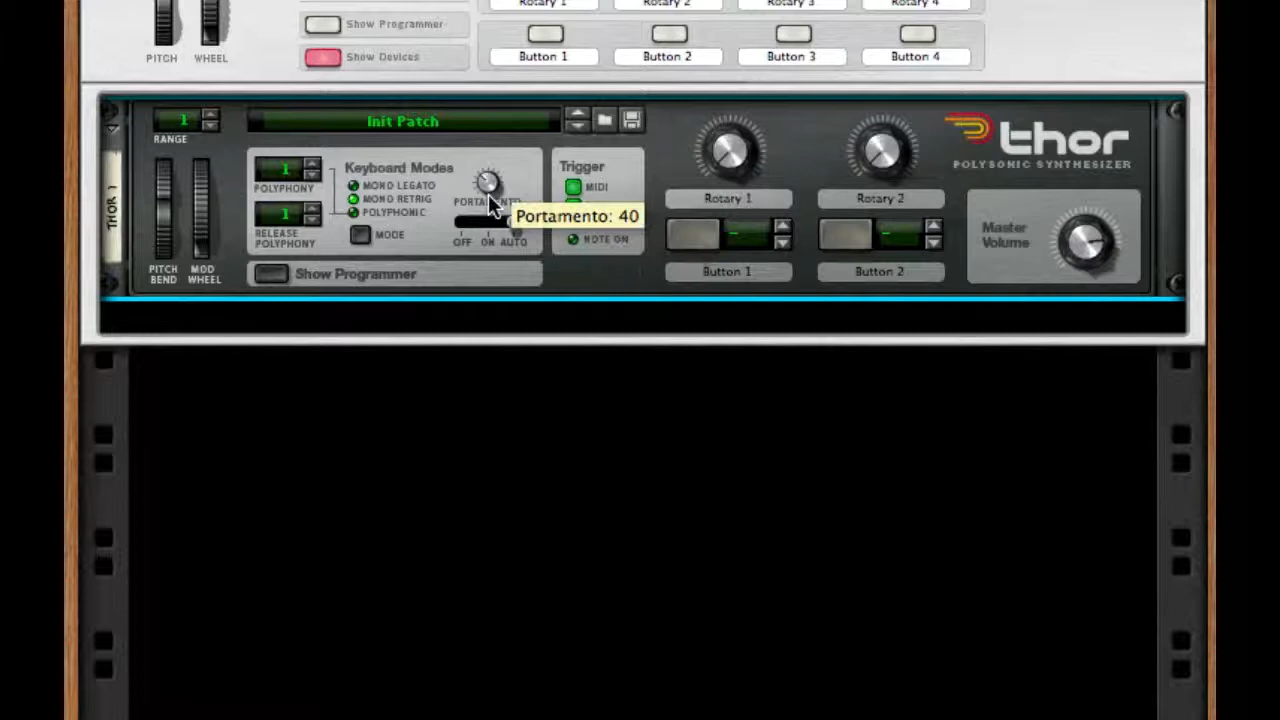 Rotary 1 Rotary 2 Rotary 3 Rotary 4
Show Programmer
PITCH WHEEL Show Devices Button 1 Button 2 Button 3 Button 4
1 Init Patch
RANGE
thor
POLYSONIC SYNTHESIZER
1 Keyboard Modes Trigger
POLYPHONY MONO LEGATO MIDI
MONO RETRIG PORTAMENTO Rotary 1 Rotary 2
1 POLYPHONIC Portamento: 40
RELEASE
POLYPHONY MODE OFF ON AUTO NOTE ON
Master
Volume
THOR 1
PITCH
BEND
MOD
WHEEL
Show Programmer Button 1 Button 2